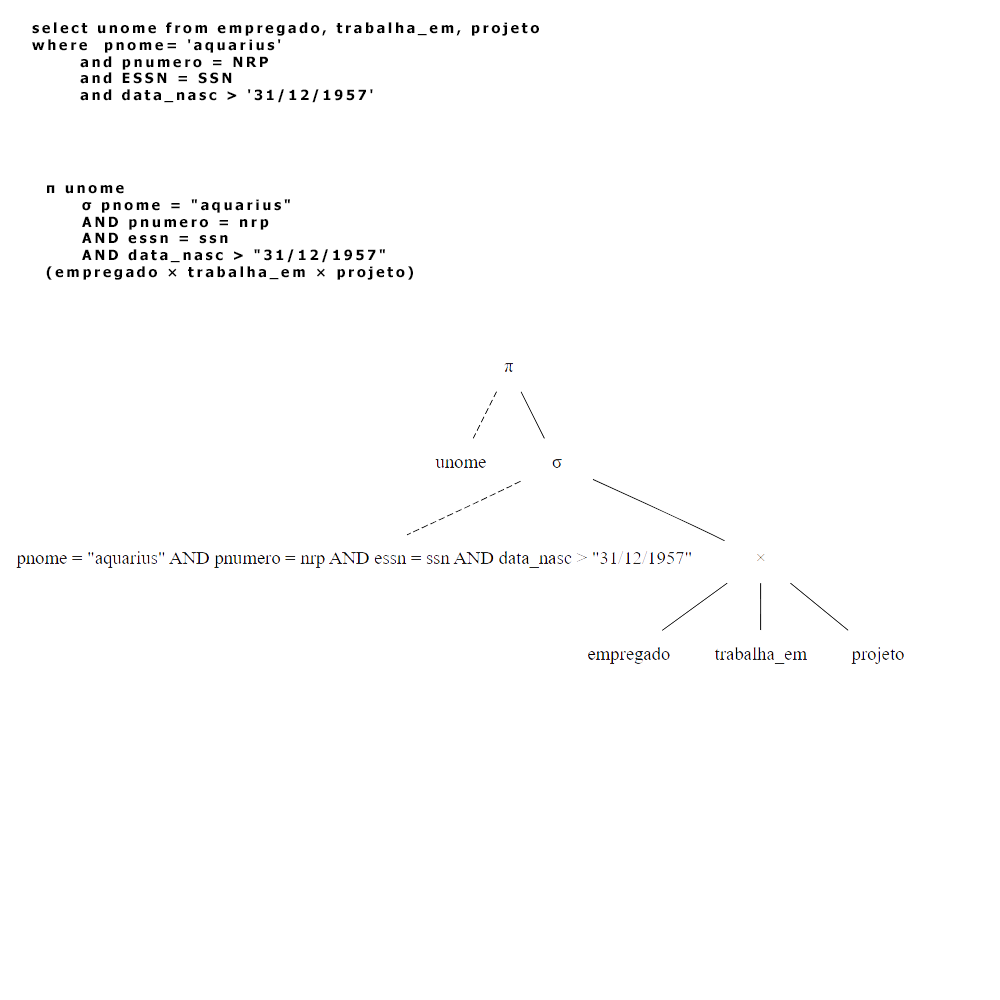 select unome from empregado, trabalha_em, projeto
where pnome= 'aquarius'
and pnumero = NRP
and ESSN = SSN
and data_nasc > '31/12/1957'
π unome
σ pnome = "aquarius"
AND pnumero = nrp
AND essn = ssn
AND data_nasc > "31/12/1957"
(empregado × trabalha_em × projeto)
π
unome σ
pnome = "aquarius" AND pnumero = nrp AND essn = ssn AND data_nasc > "31/12/1957" ×
empregado trabalha_em projeto